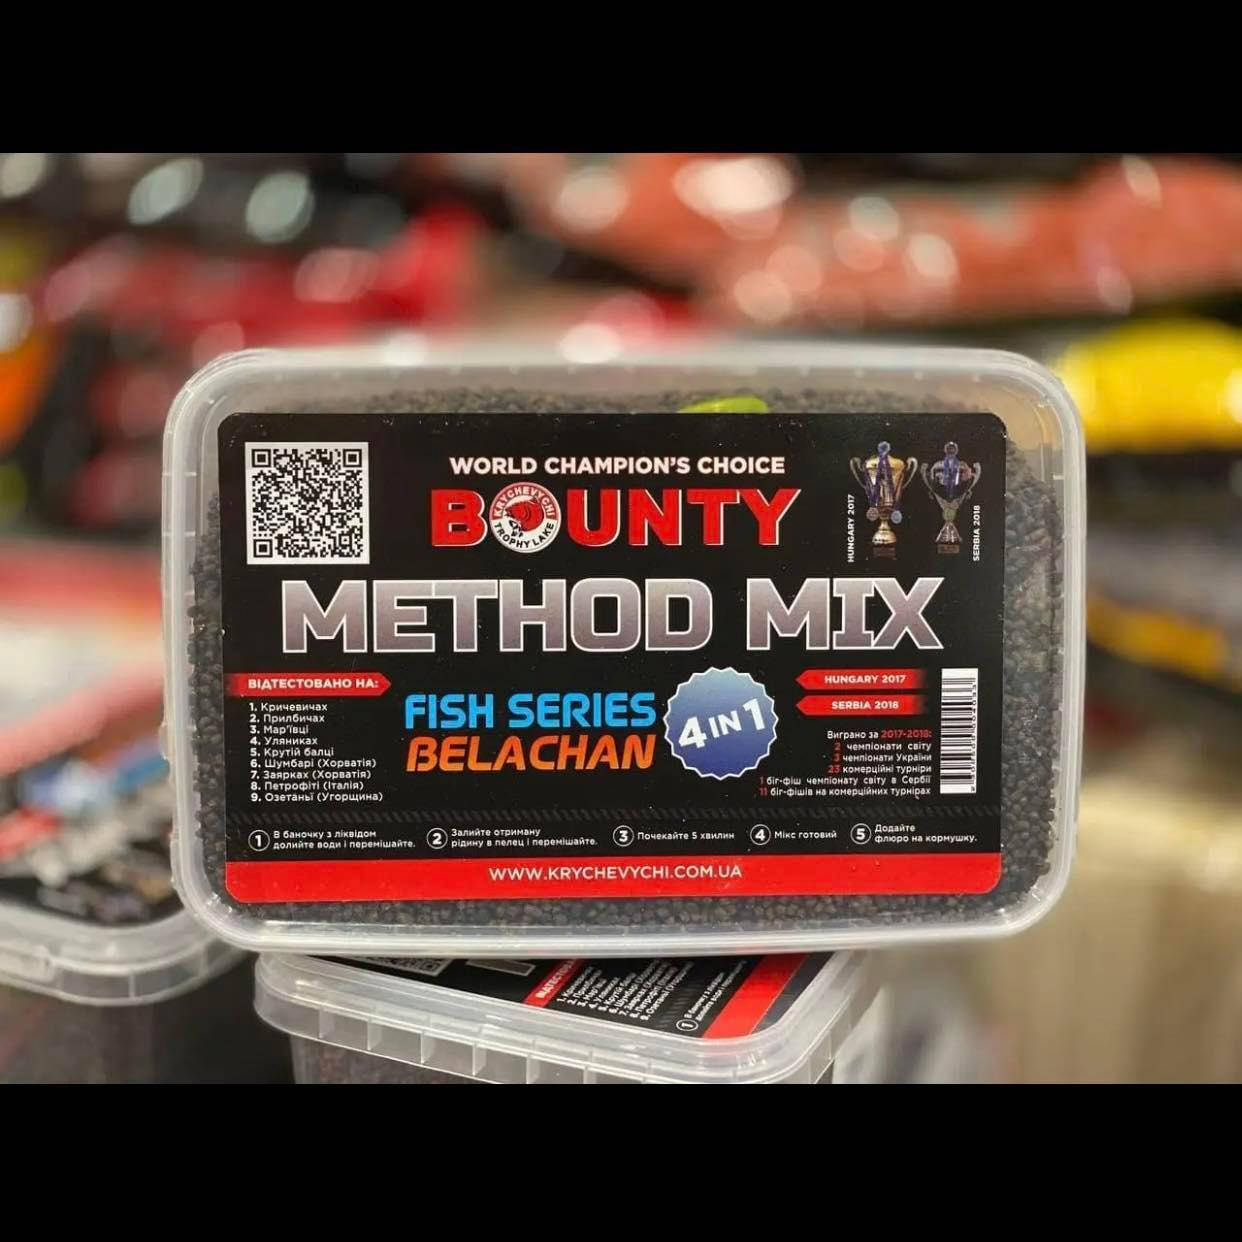 WORLD CHAMPION'S CHOICE
BOUNTY
KRYCHEVYCHI
TROPHY LAKE
HUNGARY 2017
SERBIA 2018
METHOD MIX
ВІДТЕСТОВАНО НА:
1. Кричевичах
2. Прилбичах
3. Мар'ївці
4. Уляниках
5. Крутій балці
6. Шумбарі (Хорватія)
7. Заярках (Хорватія)
8. Петрофіті (Італія)
9. Озетаньї (Угорщина)
FISH SERIES
BELACHAN
4 IN 1
HUNGARY 2017
SERBIA 2018
Виграно за 2017-2018:
2 чемпіонати світу
3 чемпіонати України
23 комерційні турніри
1 біг-фіш чемпіонату світу в Сербії
11 біг-фішів на комерційних турнірах
1 В баночку з ліквідом
долийте води і перемішайте.
2 Залийте отриману
рідину в пелец і перемішайте.
3 Почекайте 5 хвилин
4 Мікс готовий
5 Додайте
флюро на кормушку.
WWW.KRYCHEVYCHI.COM.UA